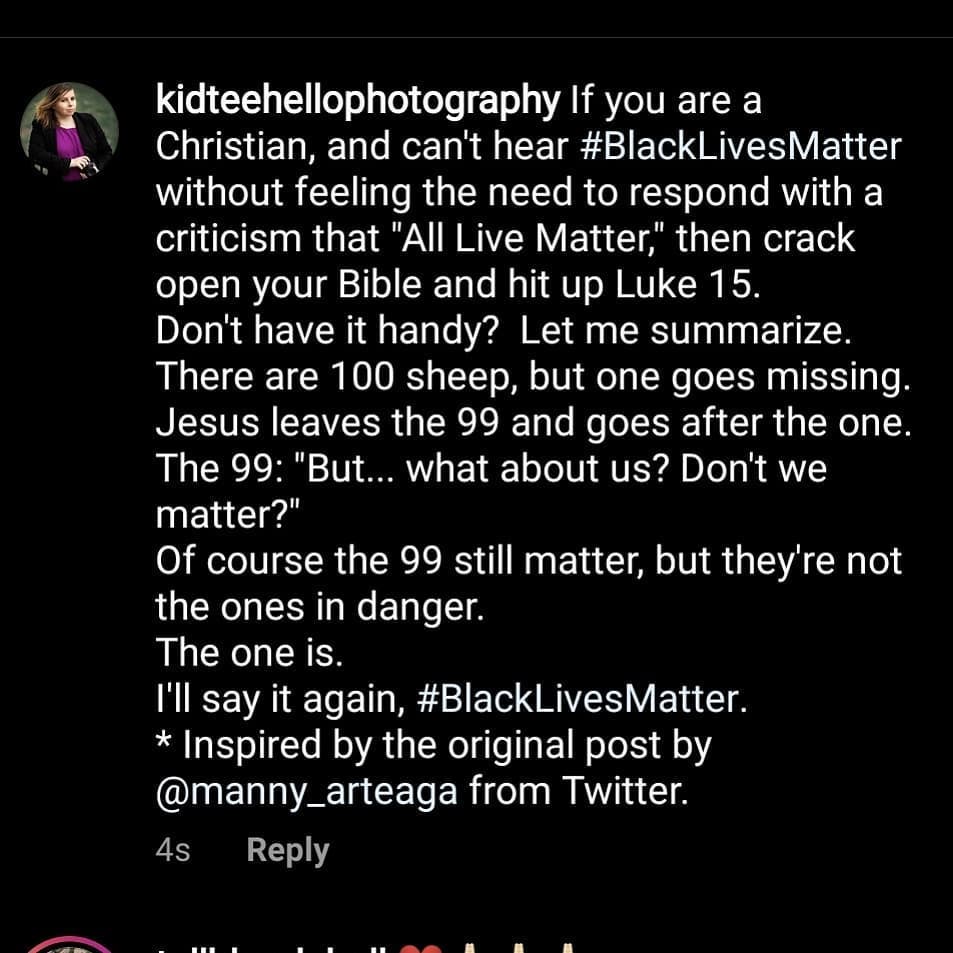 kidteehellophotography If you are a
Christian, and can't hear #BlackLivesMatter
without feeling the need to respond with a
criticism that "All Live Matter," then crack
open your Bible and hit up Luke 15.
Don't have it handy?  Let me summarize.
There are 100 sheep, but one goes missing.
Jesus leaves the 99 and goes after the one.
The 99: "But... what about us? Don't we
matter?"
Of course the 99 still matter, but they're not
the ones in danger.
The one is.
I'll say it again, #BlackLivesMatter.
* Inspired by the original post by
@manny_arteaga from Twitter.
4s Reply